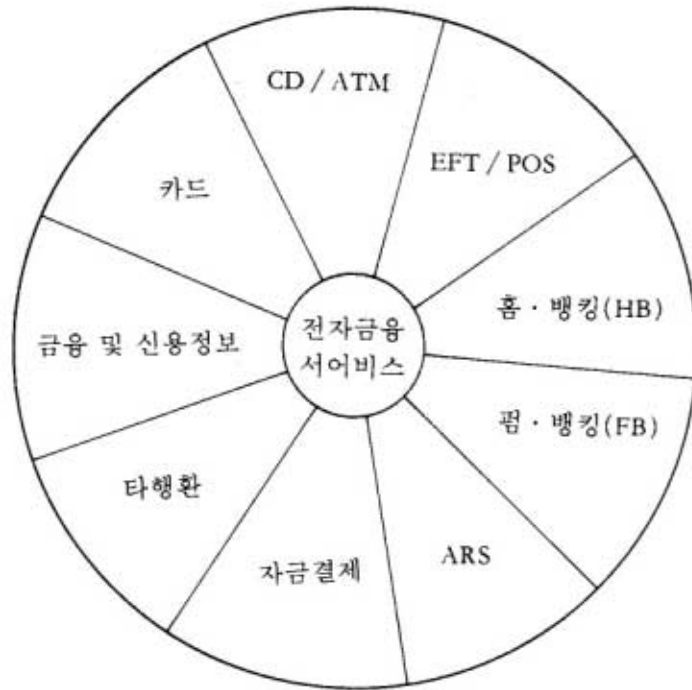 CD / ATM
EFT / POS
홈・뱅킹(HB)
펌・뱅킹(FB)
ARS
자금결제
타행환
금융 및 신용정보
카드
전자금융
서어비스